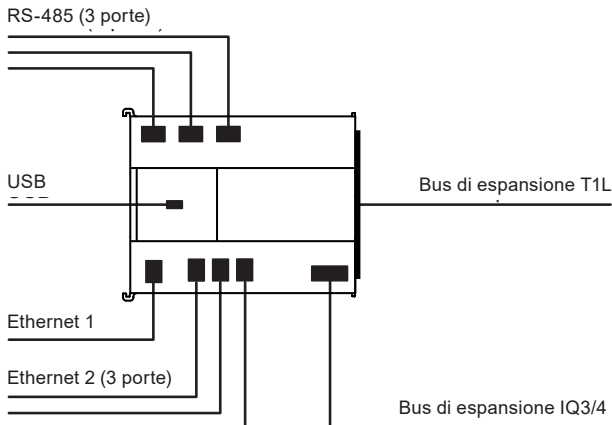 RS-485 (3 porte)
USB
Bus di espansione T1L
Ethernet 1
Ethernet 2 (3 porte)
Bus di espansione IQ3/4